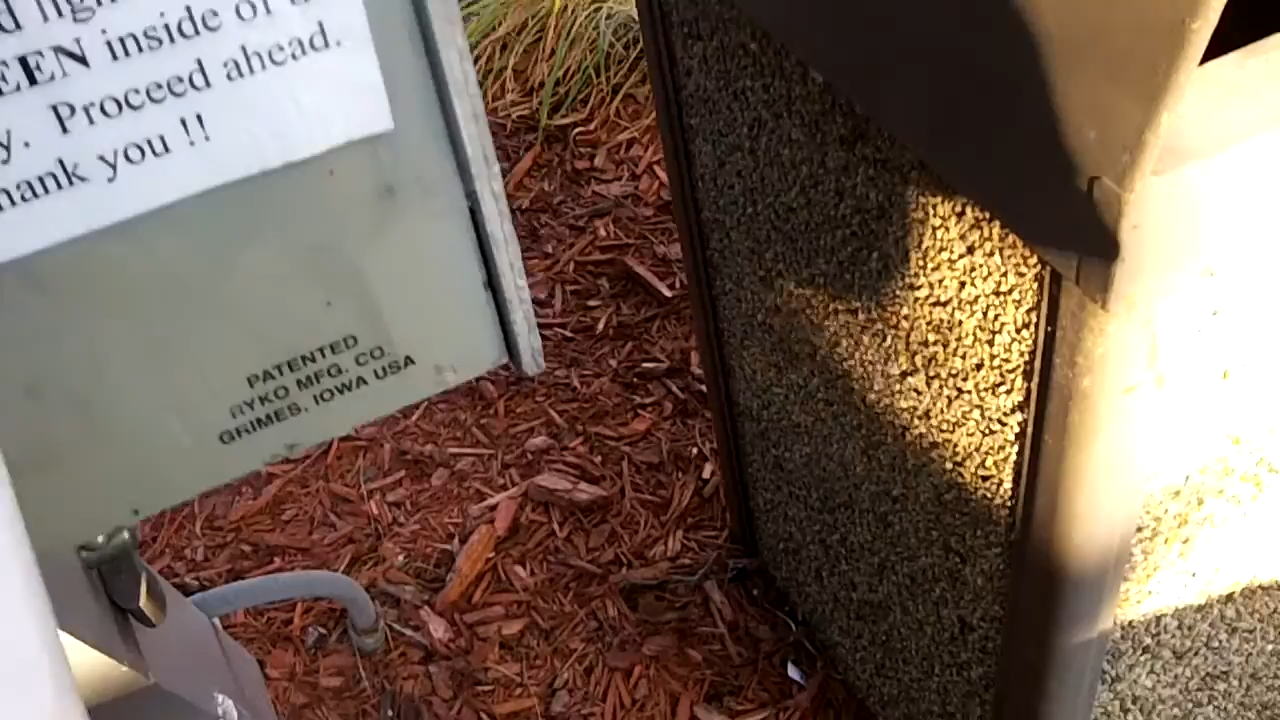 inside of
EEN
Proceed ahead.
y.
hank you !!
PATENTED
RYKO MFG. CO.
GRIMES, IOWA USA